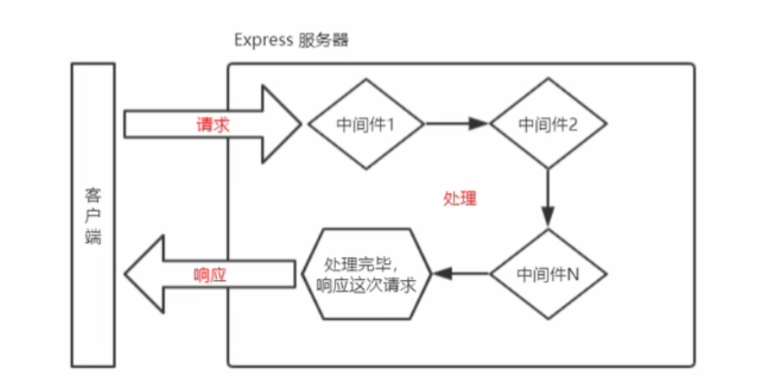 Express 服务器
请求
中间件1
中间件2
客
户
端
处理
响应
处理完毕，
响应这次请求
中间件N